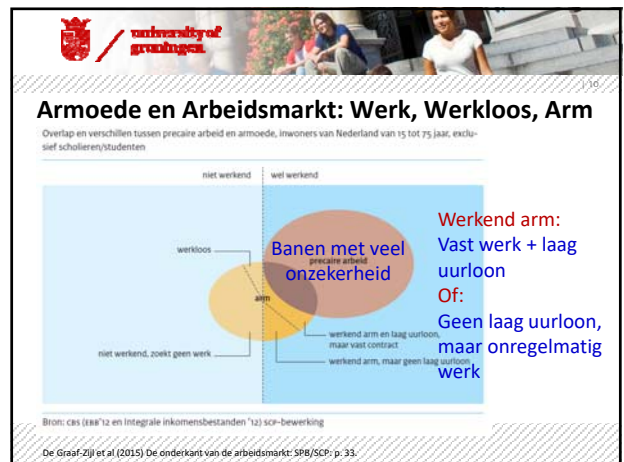 university of
groningen
| 10
Armoede en Arbeidsmarkt: Werk, Werkloos, Arm
Overlap en verschillen tussen precaire arbeid en armoede, inwoners van Nederland van 15 tot 75 jaar, exclu-
sief scholieren/studenten
niet werkend
wel werkend
werkloos
Banen met veel
onzekerheid
precaire arbeid
arm
werkend arm en laag uurloon,
maar vast contract
werkend arm, maar geen laag uurloon
niet werkend, zoekt geen werk
Werkend arm:
Vast werk + laag
uurloon
Of:
Geen laag uurloon,
maar onregelmatig
werk
Bron: CBS (EBB'12 en Integrale inkomensbestanden '12) SCP-bewerking
De Graaf-Zijl et al (2015) De onderkant van de arbeidsmarkt: SPB/SCP: p. 33.